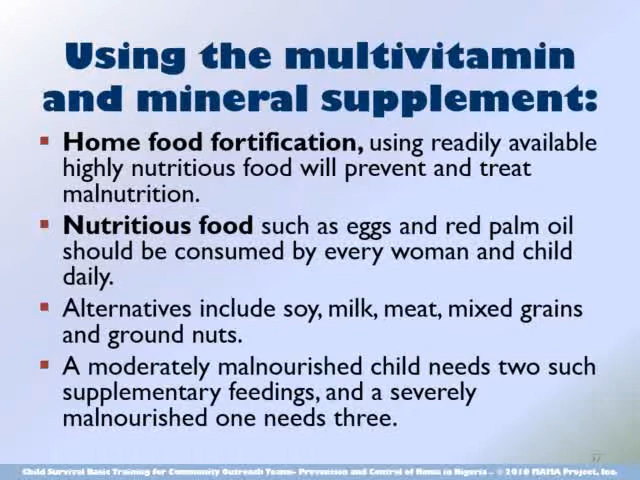 Using the multivitamin
and mineral supplement:
Home food fortification, using readily available
highly nutritious food will prevent and treat
malnutrition.
Nutritious food such as eggs and red palm oil
should be consumed by every woman and child
daily.
Alternatives include soy, milk, meat, mixed grains
and ground nuts.
A moderately malnourished child needs two such
supplementary feedings, and a severely
malnourished one needs three.
Child Survival Basic Training for Community Outreach Teams- Prevention and Control of Noma in Nigeria .. © 2010 MAMA Project, Inc.